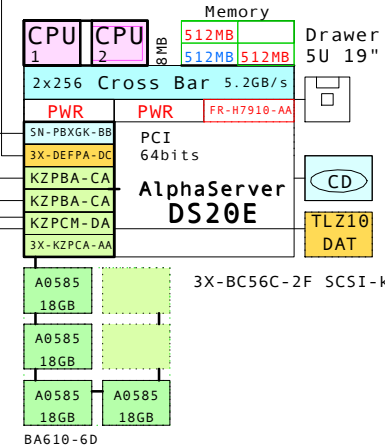 Memory
CPU
1
CPU
2
8MB
512MB
512MB 512MB
Drawer
5U 19"
2x256 Cross Bar 5.2GB/s
PWR
PWR
FR-H7910-AA
SN-PBXGK-BB
3X-DEFPA-DC
KZPBA-CA
KZPBA-CA
KZPCM-DA
3X-KZPCA-AA
PCI
64bits
AlphaServer
DS20E
CD
TLZ10
DAT
3X-BC56C-2F SCSI-k
A0585
18GB
A0585
18GB
A0585
18GB
A0585
18GB
BA610-6D